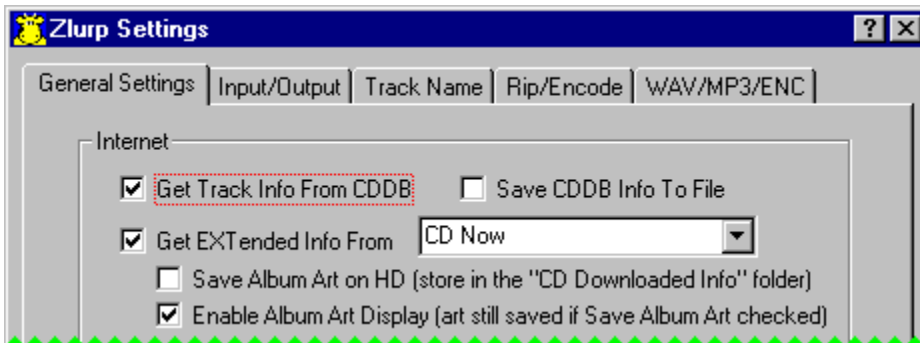 Zlurp Settings
General Settings Input/Output Track Name Rip/Encode WAV/MP3/ENC
Internet
Get Track Info From CDDB Save CDDB Info To File
Get EXTended Info From CD Now
Save Album Art on HD (store in the "CD Downloaded Info" folder)
Enable Album Art Display (art still saved if Save Album Art checked)